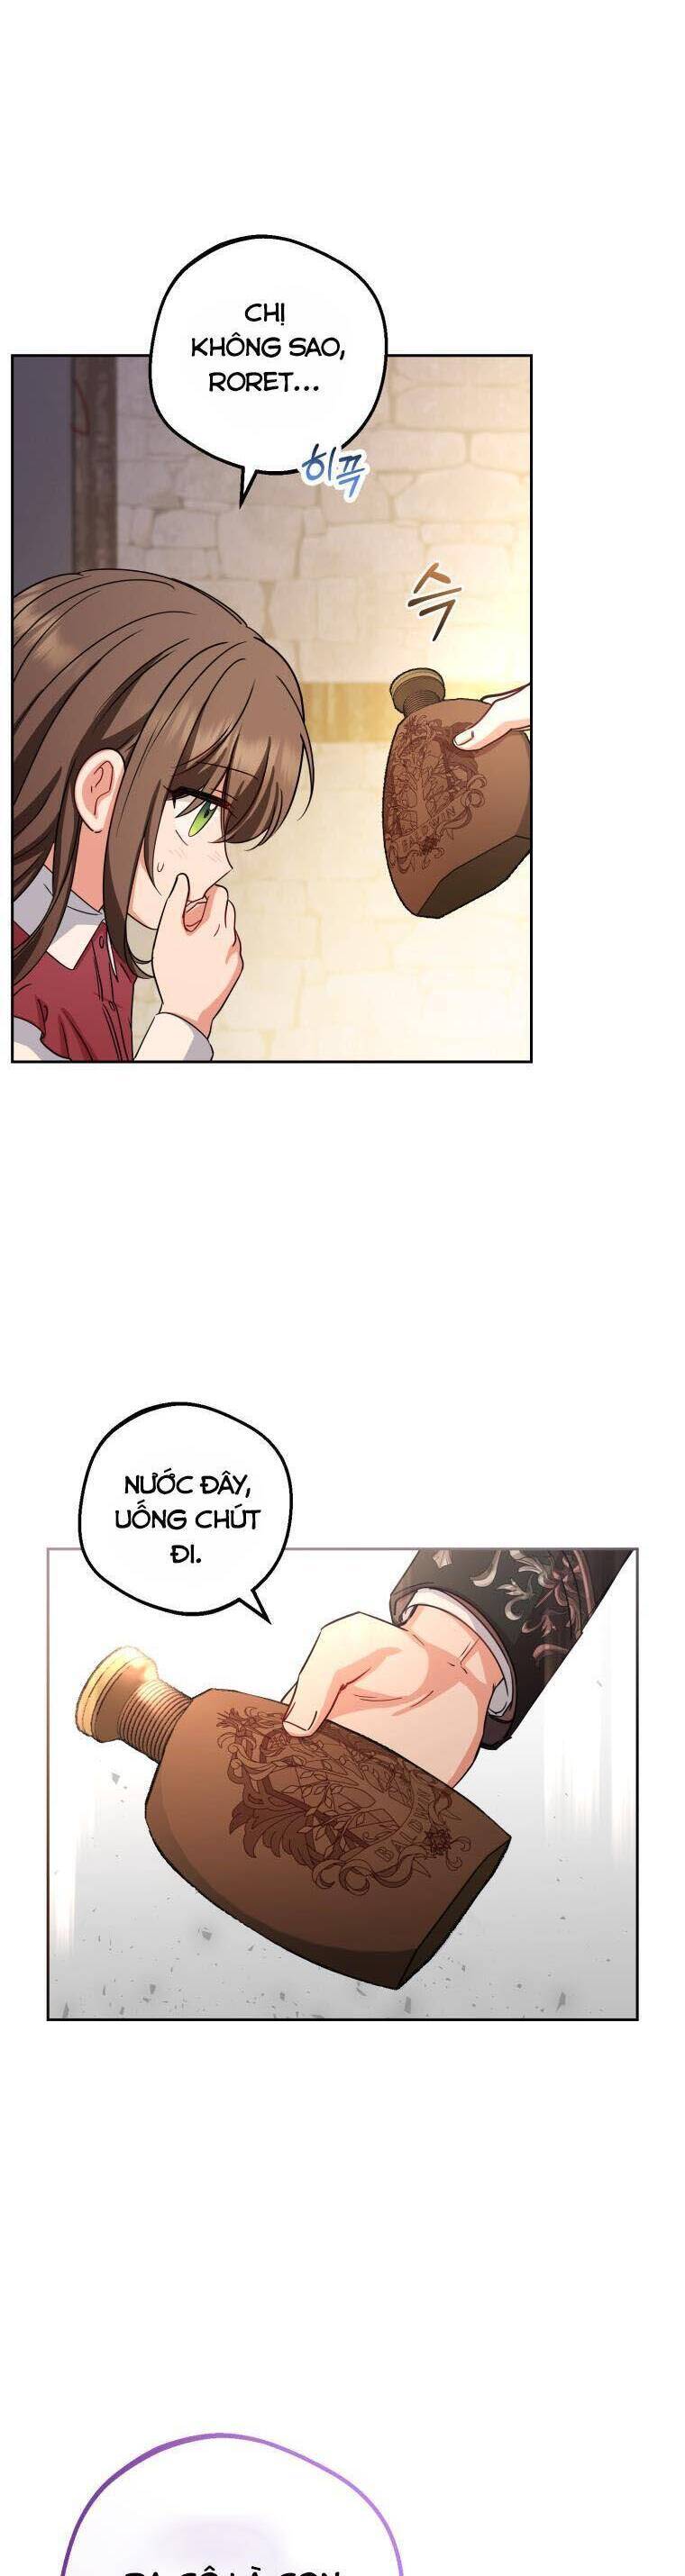 CHỊ
KHÔNG SAO,
RORET...
히끅
슥
NƯỚC ĐÂY,
UỐNG CHÚT
ĐI.